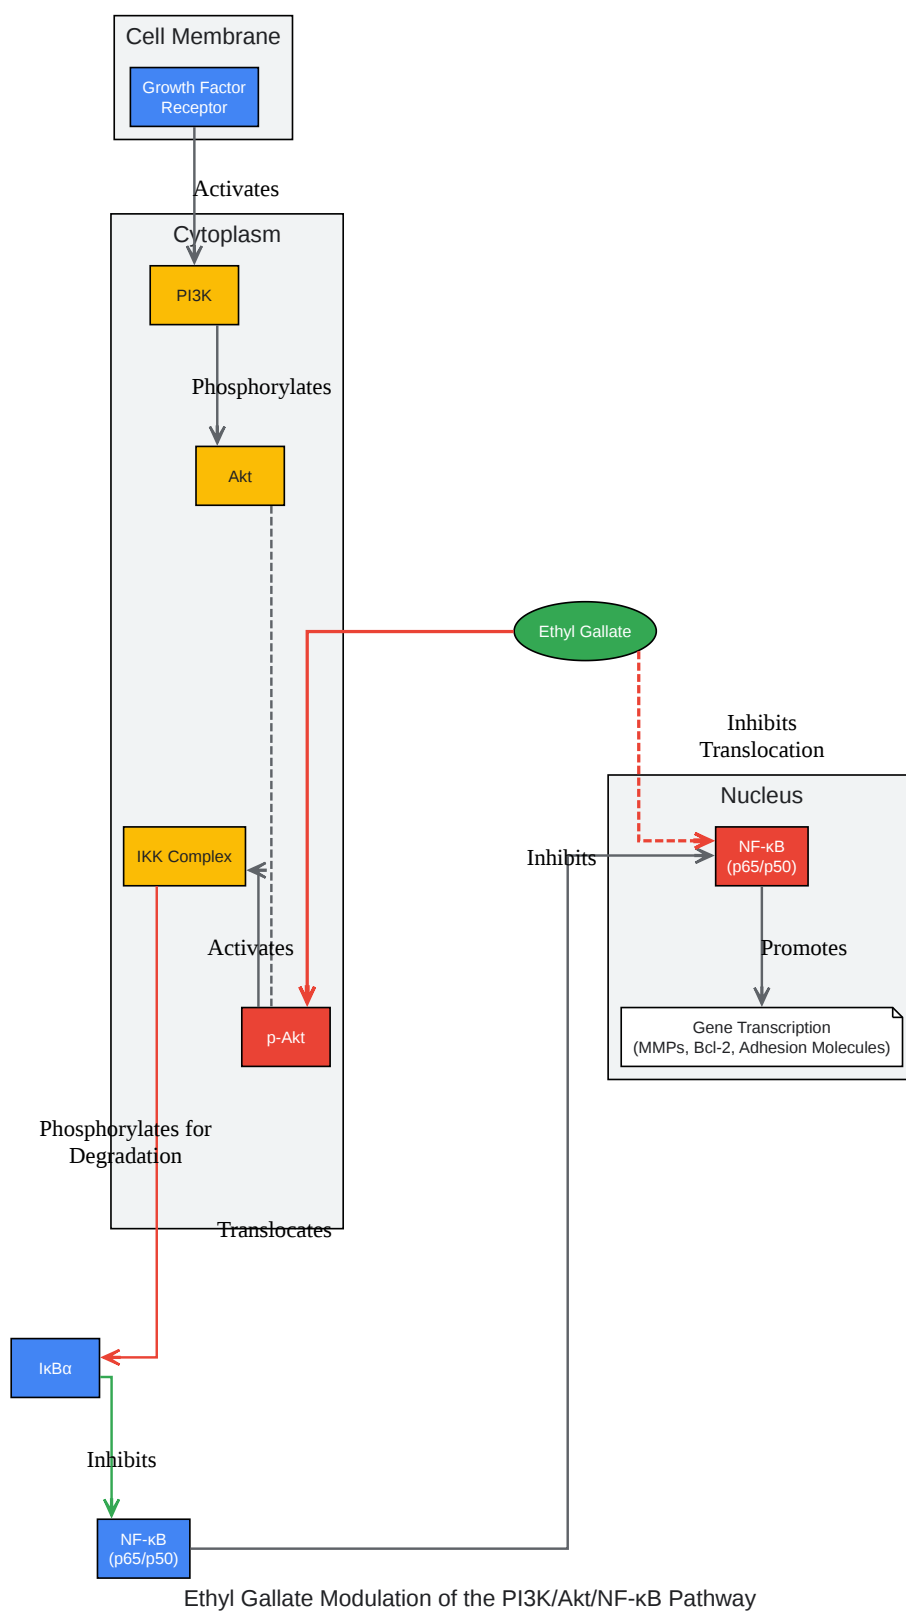 Cell Membrane
Growth Factor
Receptor
Activates
Cytoplasm
PI3K
Phosphorylates
Akt
Ethyl Gallate
Inhibits
Translocation
Nucleus
IKK Complex
Inhibits
NF-κB
(p65/p50)
Activates
Promotes
p-Akt
Gene Transcription
(MMPs, Bcl-2, Adhesion Molecules)
Phosphorylates for
Degradation
Translocates
IκBα
Inhibits
NF-κB
(p65/p50)
Ethyl Gallate Modulation of the PI3K/Akt/NF-κB Pathway